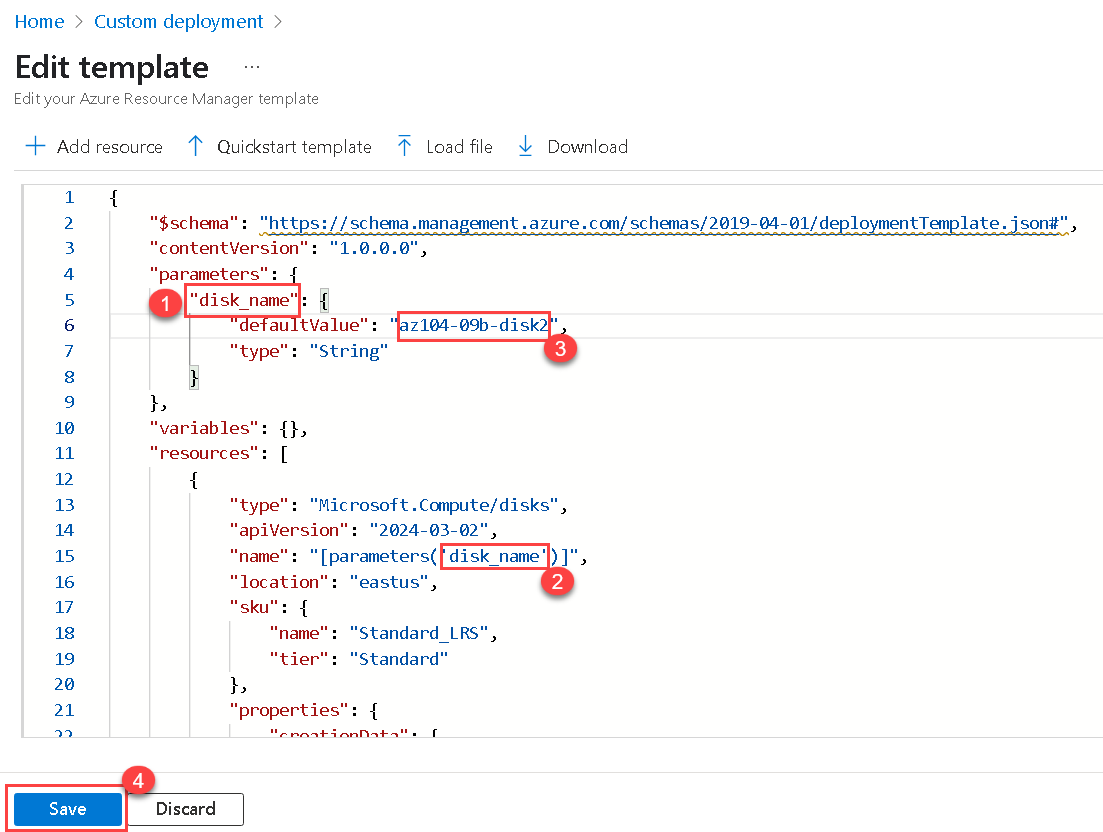 Home > Custom deployment >
Edit template ...
Edit your Azure Resource Manager template
Add resource Quickstart template Load file Download
1 {
2 "$schema": "https://schema.management.azure.com/schemas/2019-04-01/deploymentTemplate.json#",
3 "contentVersion": "1.0.0.0",
4 "parameters": {
5 1 "disk_name": {
6 "defaultValue": "az104-09b-disk2",
7 "type": "String" 3
8 }
9 },
10 "variables": {},
11 "resources": [
12 {
13 "type": "Microsoft.Compute/disks",
14 "apiVersion": "2024-03-02",
15 "name": "[parameters('disk_name')]",
16 "location": "eastus", 2
17 "sku": {
18 "name": "Standard_LRS",
19 "tier": "Standard"
20 },
21 "properties": {
22 "creationData": {
4
Save Discard